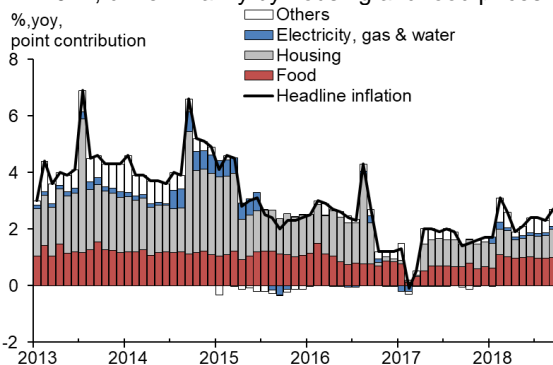 %,yoy,
point contribution
Others
Electricity, gas & water
Housing
Food
Headline inflation
8
6
4
2
0
-2
2013 2014 2015 2016 2017 2018